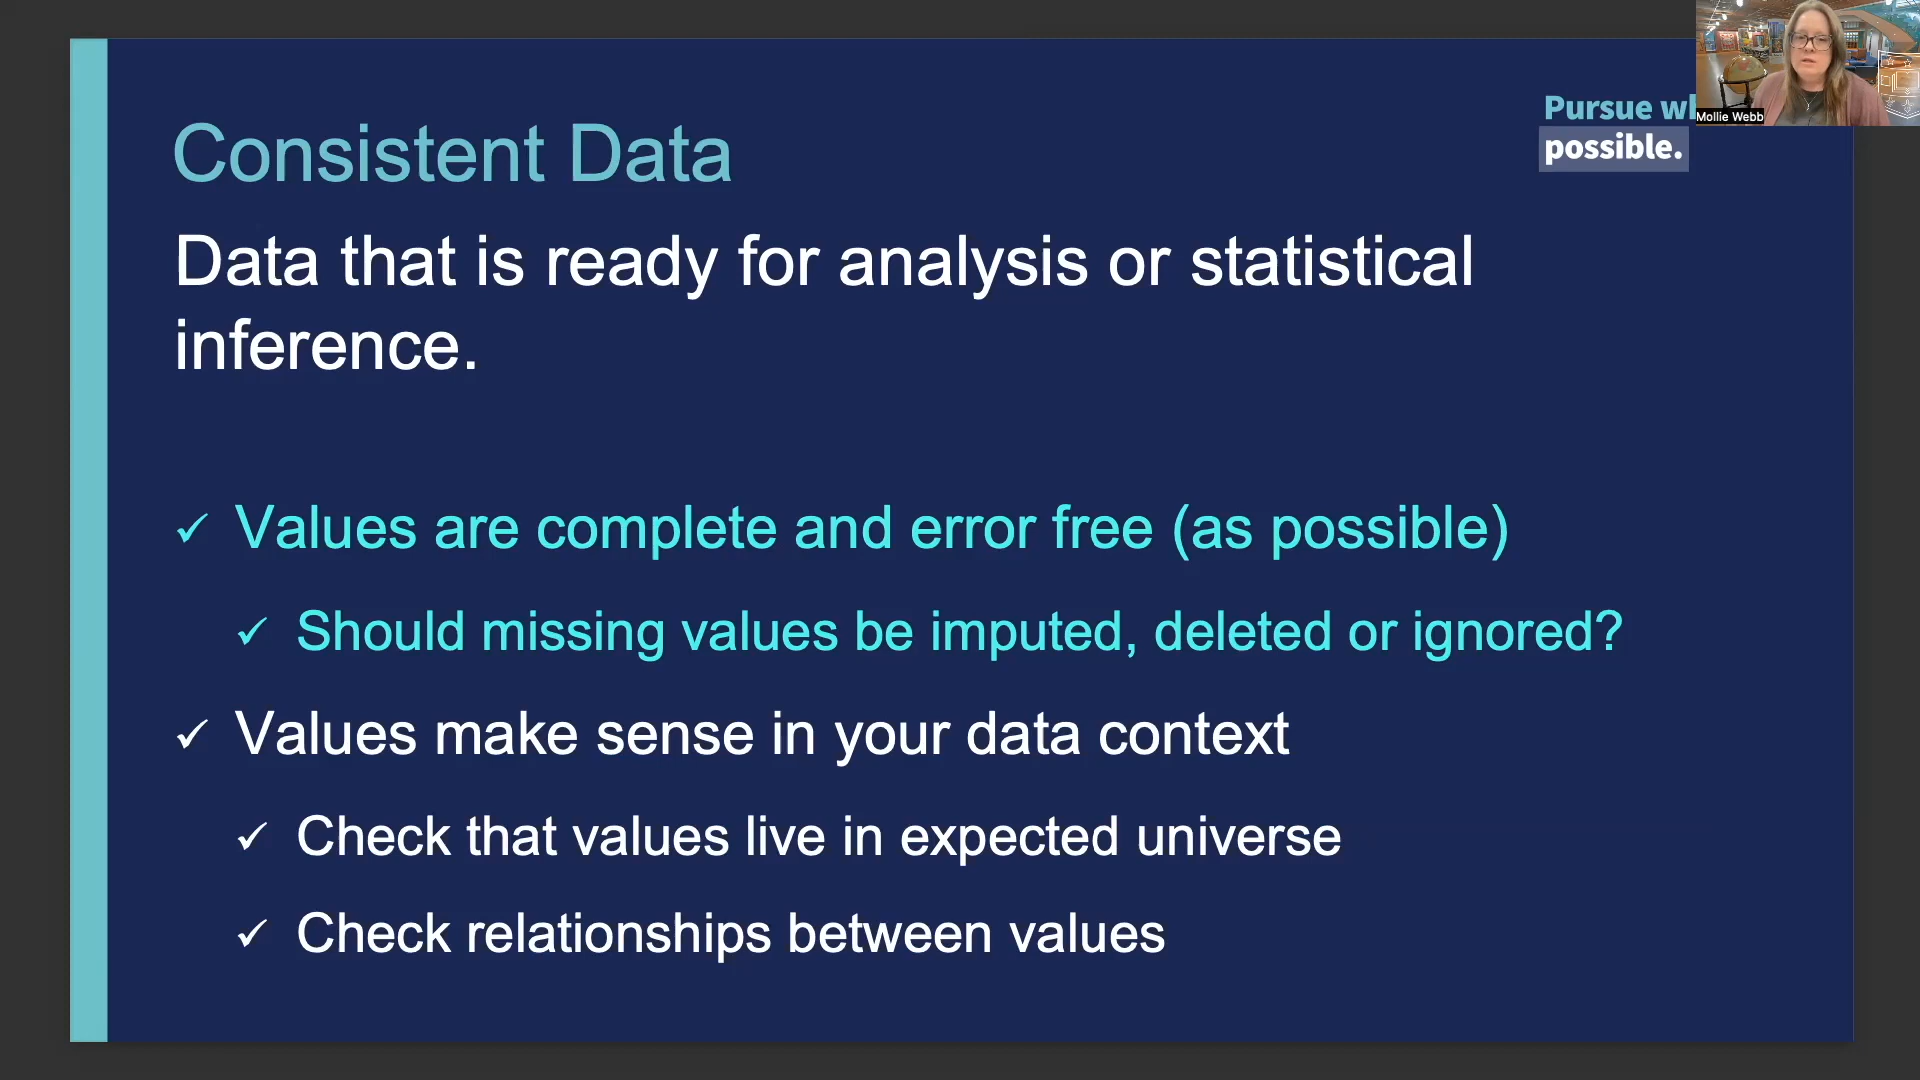 Consistent Data
Pursue
possible.
Mollie Webb
Data that is ready for analysis or statistical
inference.
✓ Values are complete and error free (as possible)
✓ Should missing values be imputed, deleted or ignored?
✓ Values make sense in your data context
✓ Check that values live in expected universe
✓ Check relationships between values